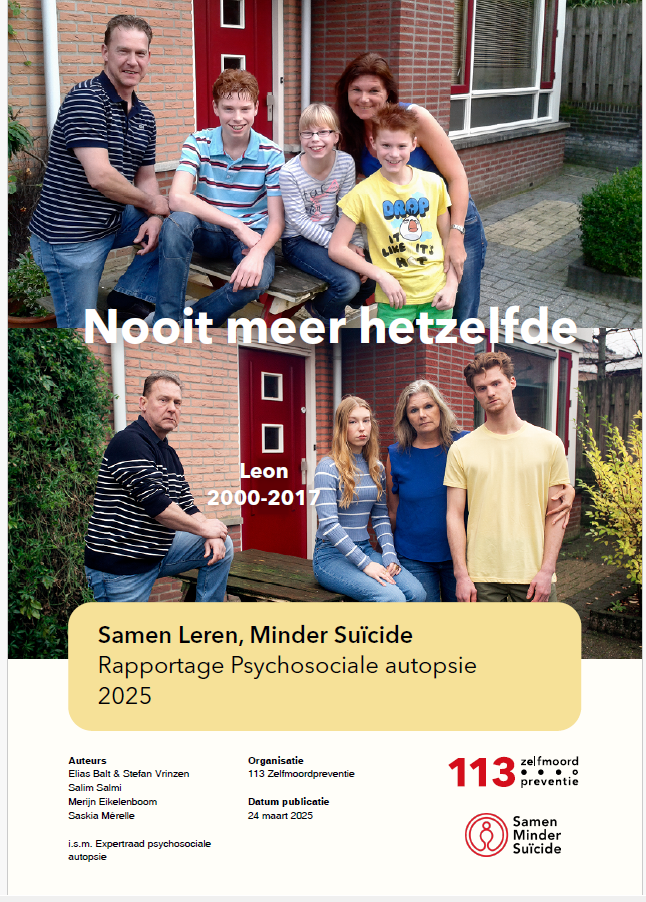 DROP
IT
LIKE IT'S
HOT
Nooit meer hetzelfde
Leon
2000-2017
Samen Leren, Minder Suïcide
Rapportage Psychosociale autopsie
2025
Auteurs
Elias Balt & Stefan Vrinzen
Salim Salmi
Merijn Eikelenboom
Saskia Mérelle
i.s.m. Expertraad psychosociale
autopsie
Organisatie
113 Zelfmoordpreventie
Datum publicatie
24 maart 2025
113 zelfmoord
preventie
Samen
Minder
Suïcide